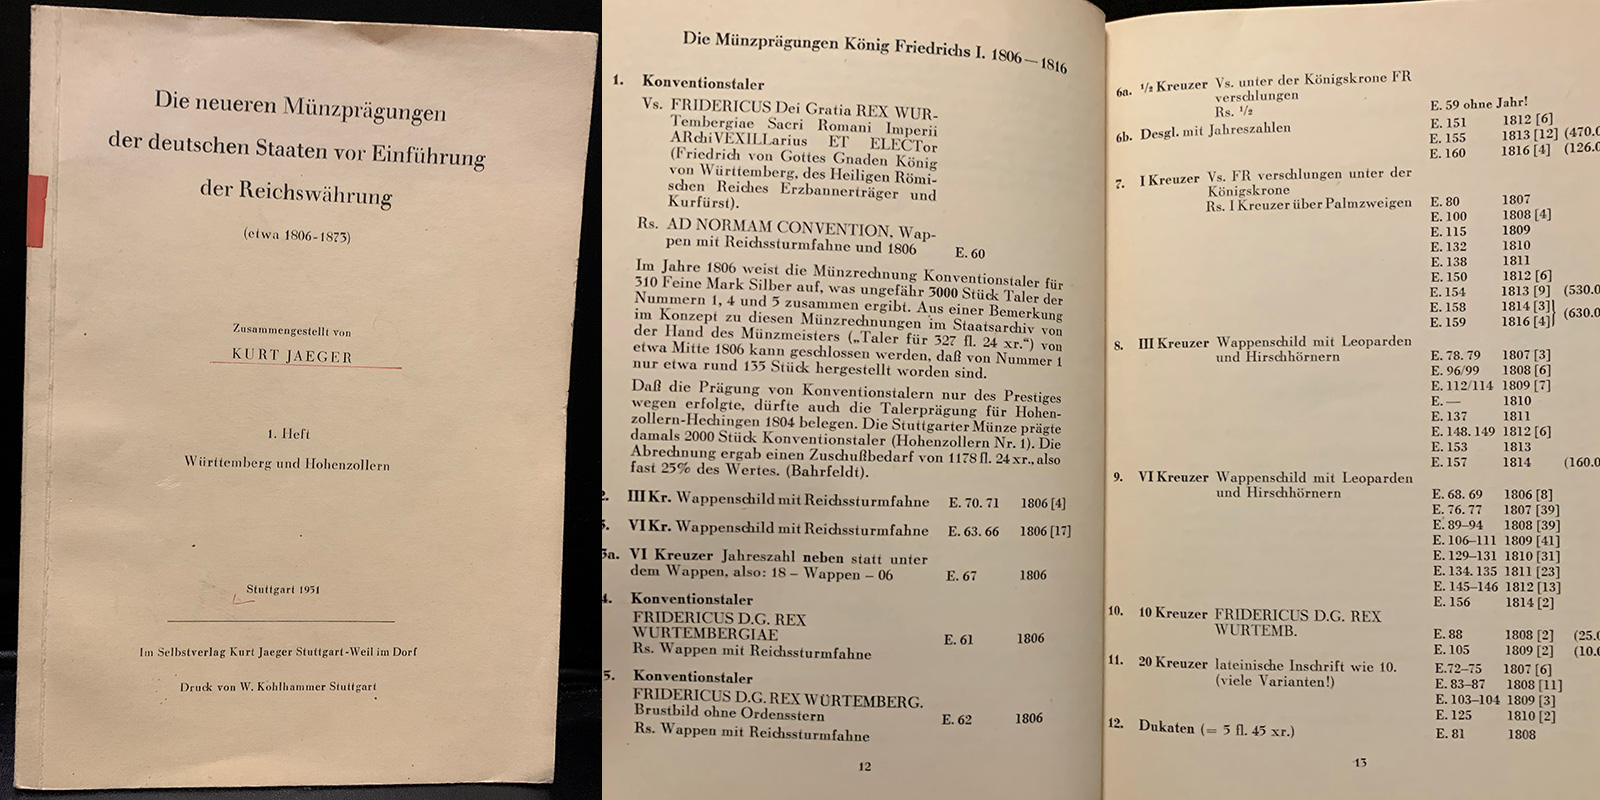 Die neueren Münzprägungen
der deutschen Staaten vor Einführung
der Reichswährung
(etwa 1806-1873)
Zusammengestellt von
KURT JAEGER
1. Heft
Württemberg und Hohenzollern
Stuttgart 1951
Im Selbstverlag Kurt Jaeger Stuttgart-Weil im Dorf
Druck von W. Kohlhammer Stuttgart
Die Münzprägungen König Friedrichs I. 1806—1816
1. Konventionstaler
Vs. FRIDERICUS Dei Gratia REX WUR-
Tembergiae Sacri Romani Imperii
ARchiVEXILLarius ET ELECTor
(Friedrich von Gottes Gnaden König
von Württemberg, des Heiligen Römi-
schen Reiches Erzbannerträger und
Kurfürst).
Rs. AD NORMAM CONVENTION, Wap-
pen mit Reichssturmfahne und 1806 E. 60
Im Jahre 1806 weist die Münzrechnung Konventionstaler für
310 Feine Mark Silber auf, was ungefähr 3000 Stück Taler der
Nummern 1, 4 und 5 zusammen ergibt. Aus einer Bemerkung
im Konzept zu diesen Münzrechnungen im Staatsarchiv von
der Hand des Münzmeisters („Taler für 327 fl. 24 xr.“) von
etwa Mitte 1806 kann geschlossen werden, daß von Nummer 1
nur etwa rund 135 Stück hergestellt worden sind.
Daß die Prägung von Konventionstalern nur des Prestiges
wegen erfolgte, dürfte auch die Talerprägung für Hohen-
zollern-Hechingen 1804 belegen. Die Stuttgarter Münze prägte
damals 2000 Stück Konventionstaler (Hohenzollern Nr. 1). Die
Abrechnung ergab einen Zuschußbedarf von 1178 fl. 24 xr., also
fast 25% des Wertes. (Bahrfeldt).
2. III Kr. Wappenschild mit Reichssturmfahne E. 70. 71 1806 [4]
3. VI Kr. Wappenschild mit Reichssturmfahne E. 63. 66 1806 [17]
3a. VI Kreuzer Jahreszahl neben statt unter
dem Wappen, also: 18 – Wappen – 06 E. 67 1806
4. Konventionstaler
FRIDERICUS D.G. REX
WURTEMBERGIAE E. 61 1806
Rs. Wappen mit Reichssturmfahne
5. Konventionstaler
FRIDERICUS D.G. REX WÜRTEMBERG.
Brustbild ohne Ordensstern E. 62 1806
Rs. Wappen mit Reichssturmfahne
12
6a. 1/2 Kreuzer Vs. unter der Königskrone FR
verschlungen
Rs. 1/2 E. 59 ohne Jahr!
6b. Desgl. mit Jahreszahlen E. 151 1812 [6]
E. 155 1813 [12] (470.0
E. 160 1816 [4] (126.0
7. I Kreuzer Vs. FR verschlungen unter der
Königskrone
Rs. I Kreuzer über Palmzweigen E. 80 1807
E. 100 1808 [4]
E. 115 1809
E. 132 1810
E. 138 1811
E. 150 1812 [6]
E. 154 1813 [9] (530.0
E. 158 1814 [3]
E. 159 1816 [4] (630.0
8. III Kreuzer Wappenschild mit Leoparden
und Hirschhörnern E. 78. 79 1807 [3]
E. 96/99 1808 [6]
E. 112/114 1809 [7]
E. — 1810
E. 137 1811
E. 148. 149 1812 [6]
E. 153 1813
E. 157 1814 (160.0
9. VI Kreuzer Wappenschild mit Leoparden
und Hirschhörnern E. 68. 69 1806 [8]
E. 76. 77 1807 [39]
E. 89–94 1808 [39]
E. 106–111 1809 [41]
E. 129–131 1810 [31]
E. 134. 135 1811 [23]
E. 145–146 1812 [13]
E. 156 1814 [2]
10. 10 Kreuzer FRIDERICUS D.G. REX
WURTEMB. E. 88 1808 [2] (25.0
E. 105 1809 [2] (10.0
11. 20 Kreuzer lateinische Inschrift wie 10. E.72–75 1807 [6]
(viele Varianten!) E. 83–87 1808 [11]
E. 103–104 1809 [3]
E. 125 1810 [2]
12. Dukaten (= 5 fl. 45 xr.) E. 81 1808
13